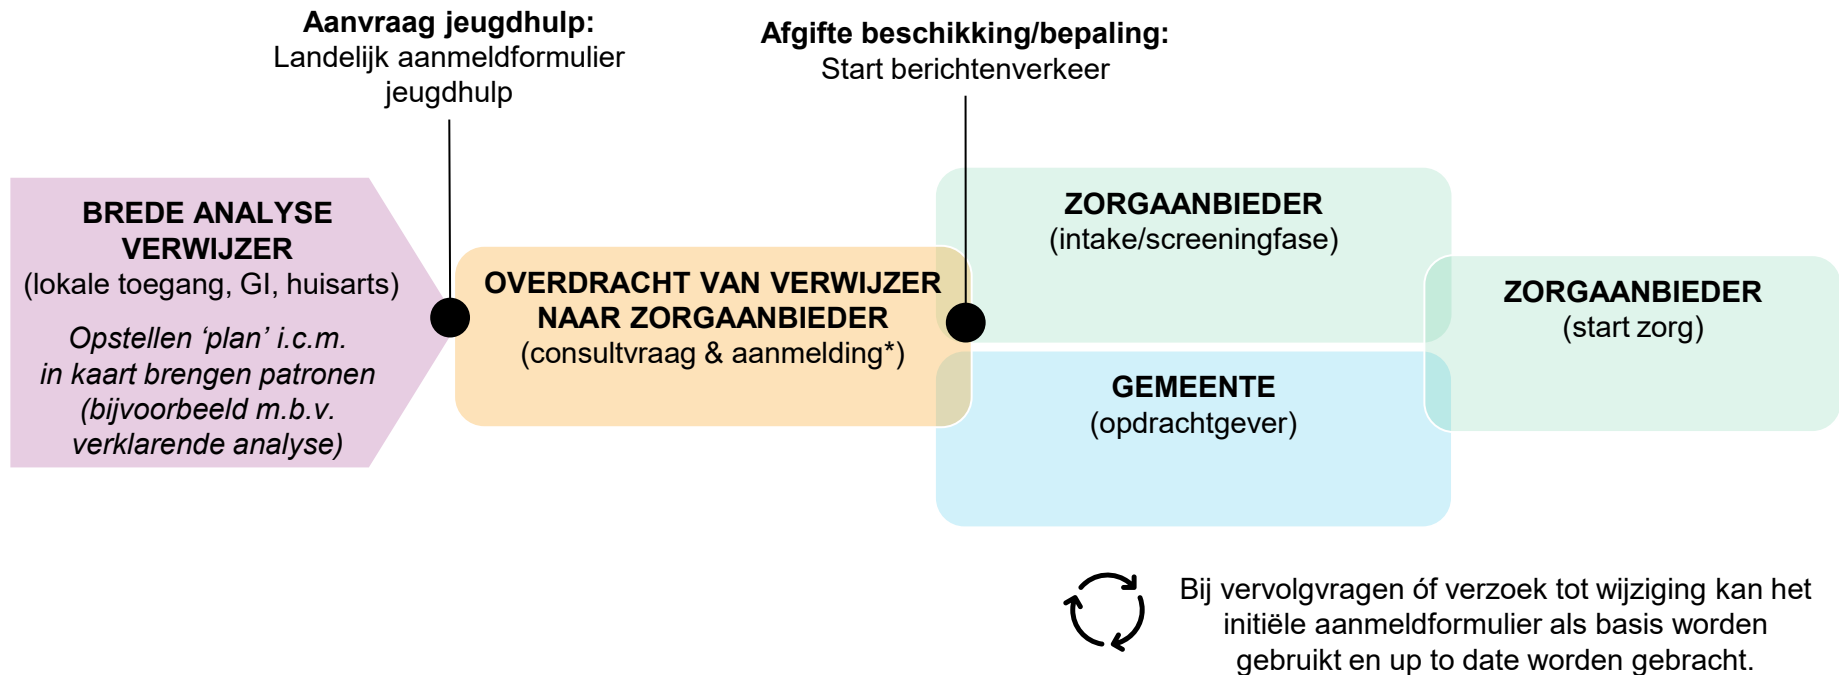 Aanvraag jeugdhulp:
Landelijk aanmeldformulier
jeugdhulp
Afgifte beschikking/bepaling:
Start berichtenverkeer
BREDE ANALYSE
VERWIJZER
(lokale toegang, GI, huisarts)
Opstellen ‘plan’ i.c.m.
in kaart brengen patronen
(bijvoorbeeld m.b.v.
verklarende analyse)
OVERDRACHT VAN VERWIJZER
NAAR ZORGAANBIEDER
(consultvraag & aanmelding*)
ZORGAANBIEDER
(intake/screeningfase)
GEMEENTE
(opdrachtgever)
ZORGAANBIEDER
(start zorg)
Bij vervolgvragen óf verzoek tot wijziging kan het
initiële aanmeldformulier als basis worden
gebruikt en up to date worden gebracht.